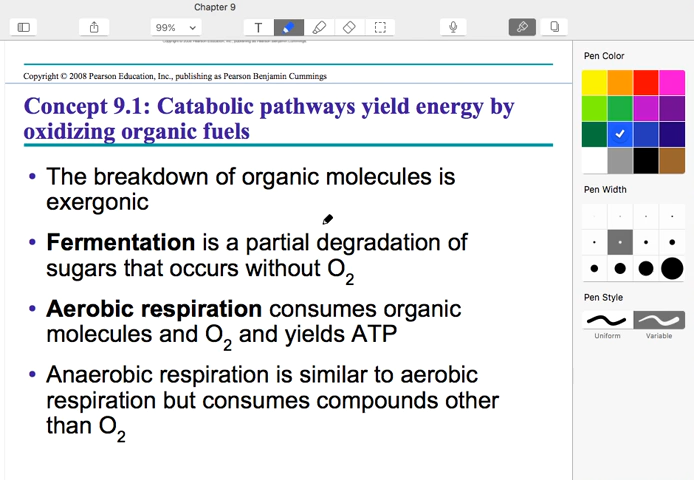 Chapter 9
99%
T
Copyright © 2008 Pearson Education, Inc., publishing as Pearson Benjamin Cummings
Concept 9.1: Catabolic pathways yield energy by
oxidizing organic fuels
• The breakdown of organic molecules is
exergonic
• Fermentation is a partial degradation of
sugars that occurs without O2
• Aerobic respiration consumes organic
molecules and O2 and yields ATP
• Anaerobic respiration is similar to aerobic
respiration but consumes compounds other
than O2
Pen Color
Pen Width
Pen Style
Uniform
Variable